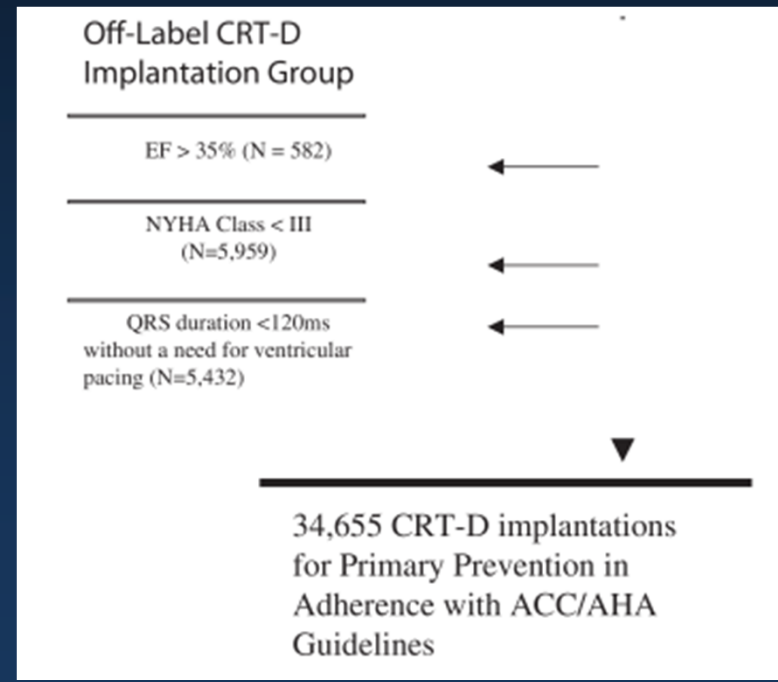 Off-Label CRT-D
Implantation Group
EF > 35% (N = 582)
NYHA Class < III
(N=5,959)
QRS duration <120ms
without a need for ventricular
pacing (N=5,432)
34,655 CRT-D implantations
for Primary Prevention in
Adherence with ACC/AHA
Guidelines